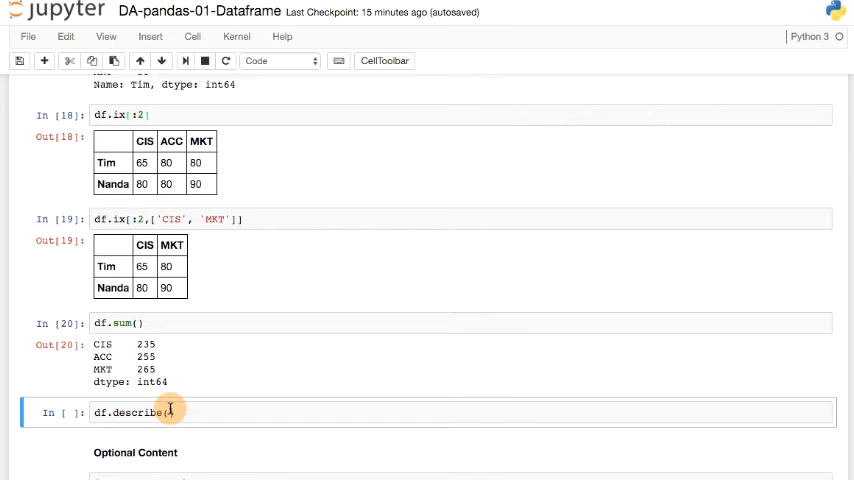 jupyter DA-pandas-01-Dataframe Last Checkpoint: 15 minutes ago (autosaved)
File Edit View Insert Cell Kernel Help Python 3
Code CellToolbar
Name: Tim, dtype: int64
In [18]: df.ix[:2]
Out[18]:
CIS ACC MKT
Tim 65 80 80
Nanda 80 80 90
In [19]: df.ix[:2,['CIS', 'MKT']]
Out[19]:
CIS MKT
Tim 65 80
Nanda 80 90
In [20]: df.sum()
Out[20]: CIS 235
ACC 255
MKT 265
dtype: int64
In [ ]: df.describe()
Optional Content